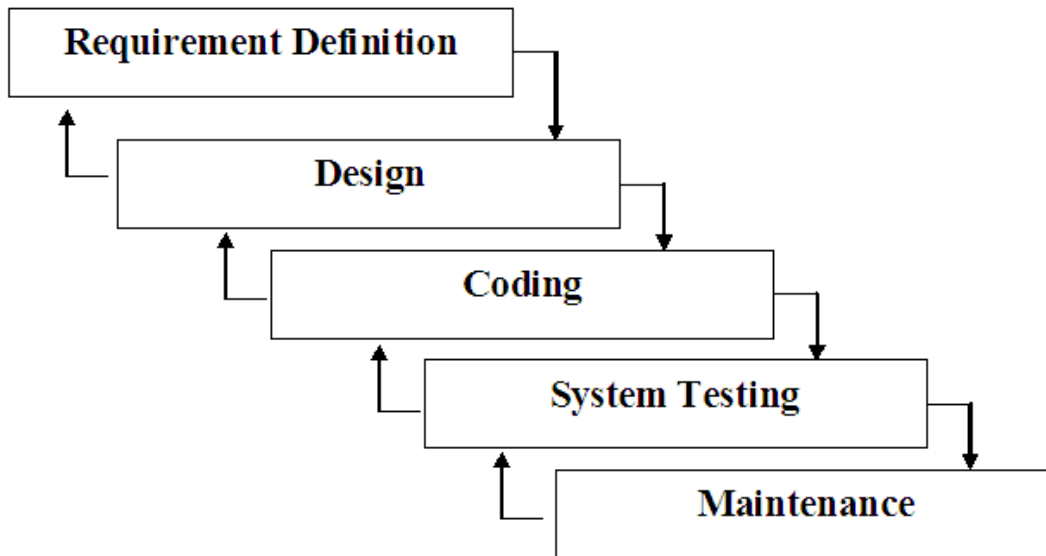 Requirement Definition
Design
Coding
System Testing
Maintenance